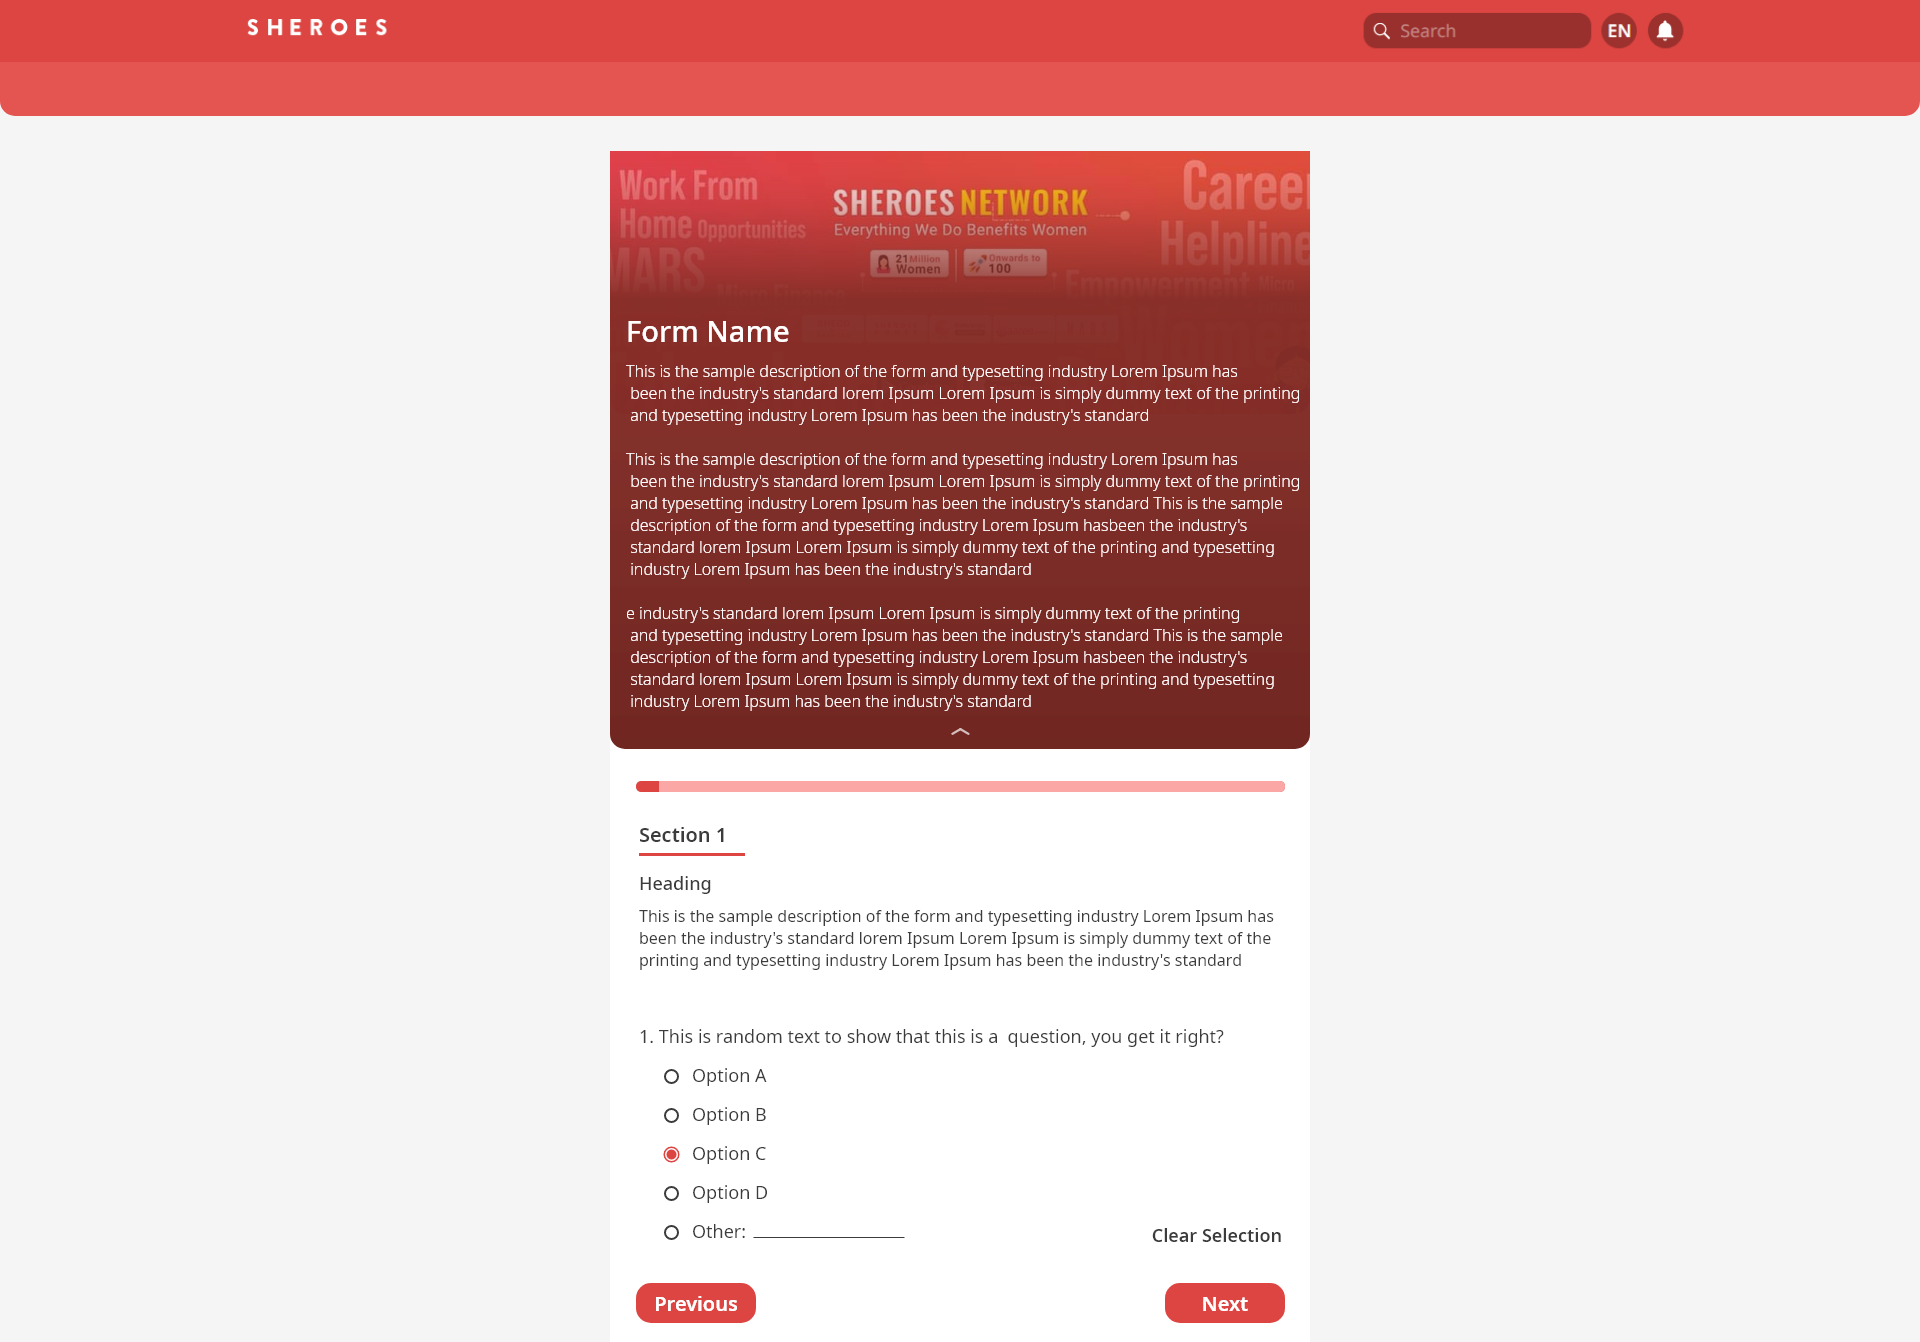 SHEROES
Search
EN
Work From
Home Opportunities
MARS
SHEROES NETWORK
Everything We Do Benefits Women
21 Million
Women
Onwards to
100
Career
Helpline
Empowerment
Form Name
This is the sample description of the form and typesetting industry Lorem Ipsum has
been the industry's standard lorem Ipsum Lorem Ipsum is simply dummy text of the printing
and typesetting industry Lorem Ipsum has been the industry's standard
This is the sample description of the form and typesetting industry Lorem Ipsum has
been the industry's standard lorem Ipsum Lorem Ipsum is simply dummy text of the printing
and typesetting industry Lorem Ipsum has been the industry's standard This is the sample
description of the form and typesetting industry Lorem Ipsum hasbeen the industry's
standard lorem Ipsum Lorem Ipsum is simply dummy text of the printing and typesetting
industry Lorem Ipsum has been the industry's standard
e industry's standard lorem Ipsum Lorem Ipsum is simply dummy text of the printing
and typesetting industry Lorem Ipsum has been the industry's standard This is the sample
description of the form and typesetting industry Lorem Ipsum hasbeen the industry's
standard lorem Ipsum Lorem Ipsum is simply dummy text of the printing and typesetting
industry Lorem Ipsum has been the industry's standard
Section 1
Heading
This is the sample description of the form and typesetting industry Lorem Ipsum has
been the industry's standard lorem Ipsum Lorem Ipsum is simply dummy text of the
printing and typesetting industry Lorem Ipsum has been the industry's standard
1. This is random text to show that this is a  question, you get it right?
Option A
Option B
Option C
Option D
Other:
Clear Selection
Previous
Next